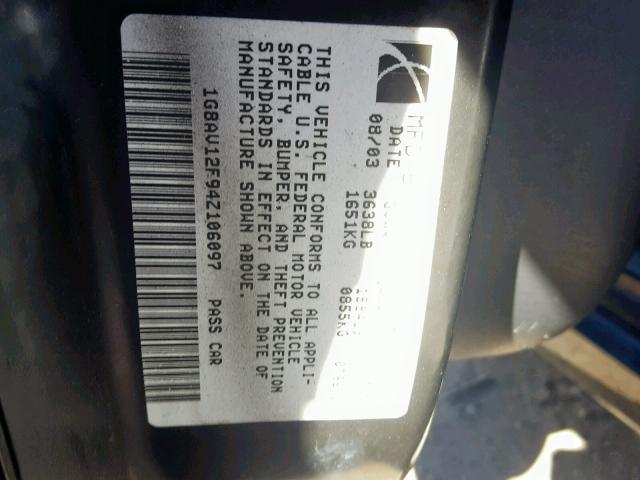 DATE
08/03 3638LB
1651KG 0855KG
THIS VEHICLE CONFORMS TO ALL APPLI-
CABLE U.S. FEDERAL MOTOR VEHICLE
SAFETY, BUMPER, AND THEFT PREVENTION
STANDARDS IN EFFECT ON THE DATE OF
MANUFACTURE SHOWN ABOVE.
1G8AV12F94Z106097 PASS CAR